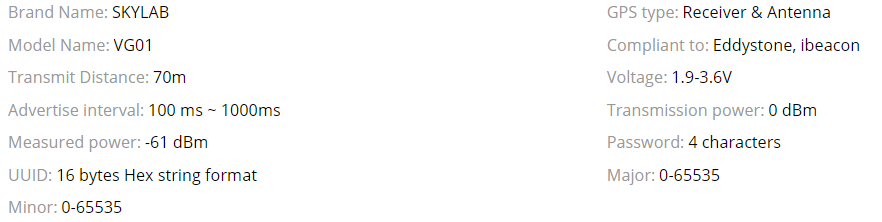 Brand Name: SKYLAB
GPS type: Receiver & Antenna
Model Name: VG01
Compliant to: Eddystone, ibeacon
Transmit Distance: 70m
Voltage: 1.9-3.6V
Advertise interval: 100 ms ~ 1000ms
Transmission power: 0 dBm
Measured power: -61 dBm
Password: 4 characters
UUID: 16 bytes Hex string format
Major: 0-65535
Minor: 0-65535